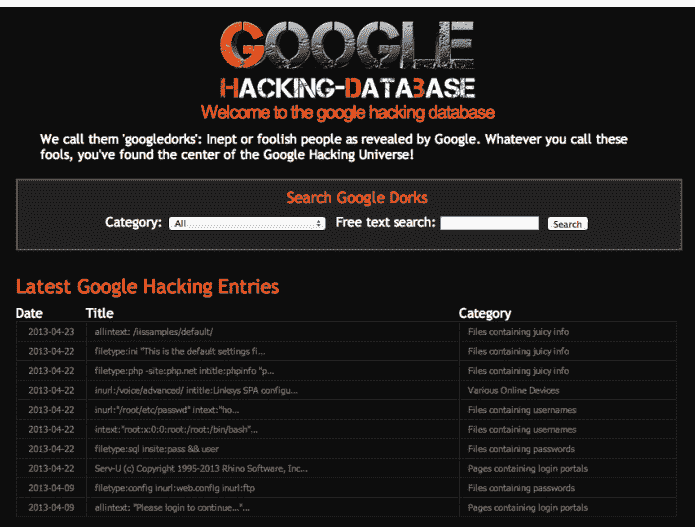 GOOGLE
HACKING-DATABASE
Welcome to the google hacking database
We call them 'googledorks': Inept or foolish people as revealed by Google. Whatever you call these
fools, you've found the center of the Google Hacking Universe!
Search Google Dorks
Category: All Free text search: Search
Latest Google Hacking Entries
Date Title Category
2013-04-23 allintext: /iissamples/default/ Files containing juicy info
2013-04-22 filetype:ini "This is the default settings fi... Files containing juicy info
2013-04-22 filetype:php -site:php.net intitle:phpinfo "p... Files containing juicy info
2013-04-22 inurl:/voice/advanced/ intitle:Linksys SPA configu... Various Online Devices
2013-04-22 inurl:"/root/etc/passwd" intext:"ho... Files containing usernames
2013-04-22 intext:"root:x:0:0:root:/root:/bin/bash"... Files containing usernames
2013-04-22 filetype:sql insite:pass && user Files containing passwords
2013-04-22 Serv-U (c) Copyright 1995-2013 Rhino Software, Inc... Pages containing login portals
2013-04-09 filetype:config inurl:web.config inurl:ftp Files containing passwords
2013-04-09 allintext: "Please login to continue..."... Pages containing login portals